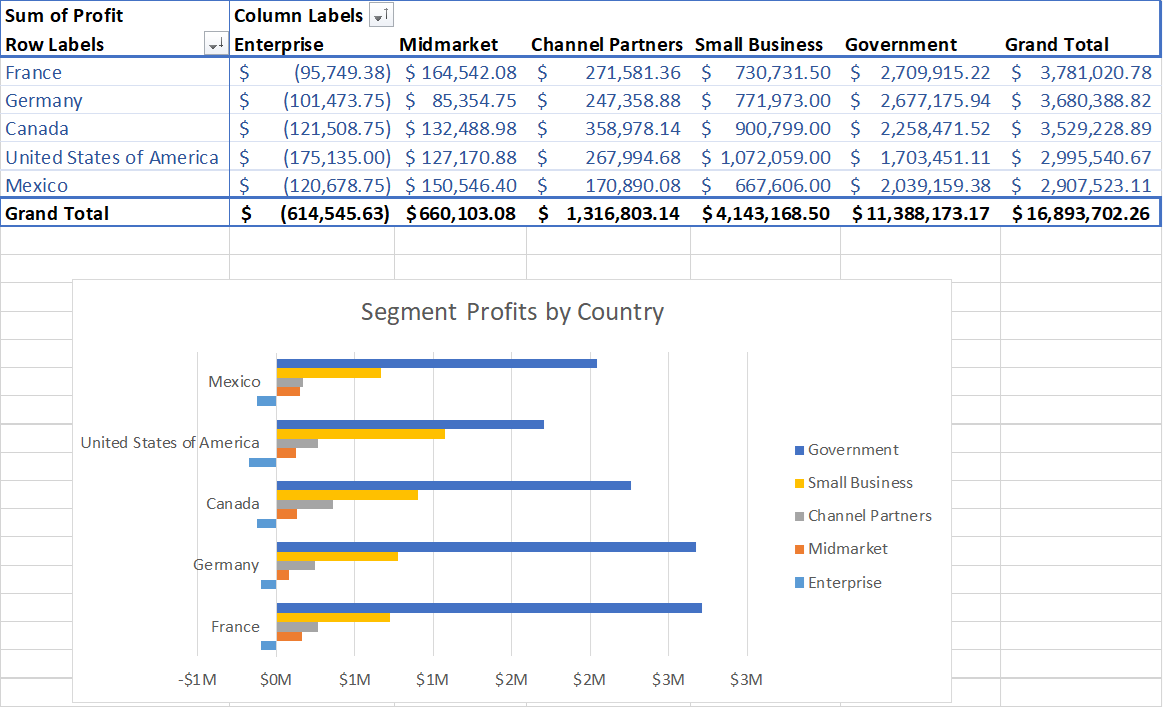 Sum of Profit Column Labels
Row Labels Enterprise Midmarket Channel Partners Small Business Government Grand Total
France $ (95,749.38) $ 164,542.08 $ 271,581.36 $ 730,731.50 $ 2,709,915.22 $ 3,781,020.78
Germany $ (101,473.75) $ 85,354.75 $ 247,358.88 $ 771,973.00 $ 2,677,175.94 $ 3,680,388.82
Canada $ (121,508.75) $ 132,488.98 $ 358,978.14 $ 900,799.00 $ 2,258,471.52 $ 3,529,228.89
United States of America $ (175,135.00) $ 127,170.88 $ 267,994.68 $ 1,072,059.00 $ 1,703,451.11 $ 2,995,540.67
Mexico $ (120,678.75) $ 150,546.40 $ 170,890.08 $ 667,606.00 $ 2,039,159.38 $ 2,907,523.11
Grand Total $ (614,545.63) $ 660,103.08 $ 1,316,803.14 $ 4,143,168.50 $ 11,388,173.17 $ 16,893,702.26
Segment Profits by Country
Mexico
United States of America
Canada
Germany
France
-$1M $0M $1M $1M $2M $2M $3M $3M
Government
Small Business
Channel Partners
Midmarket
Enterprise